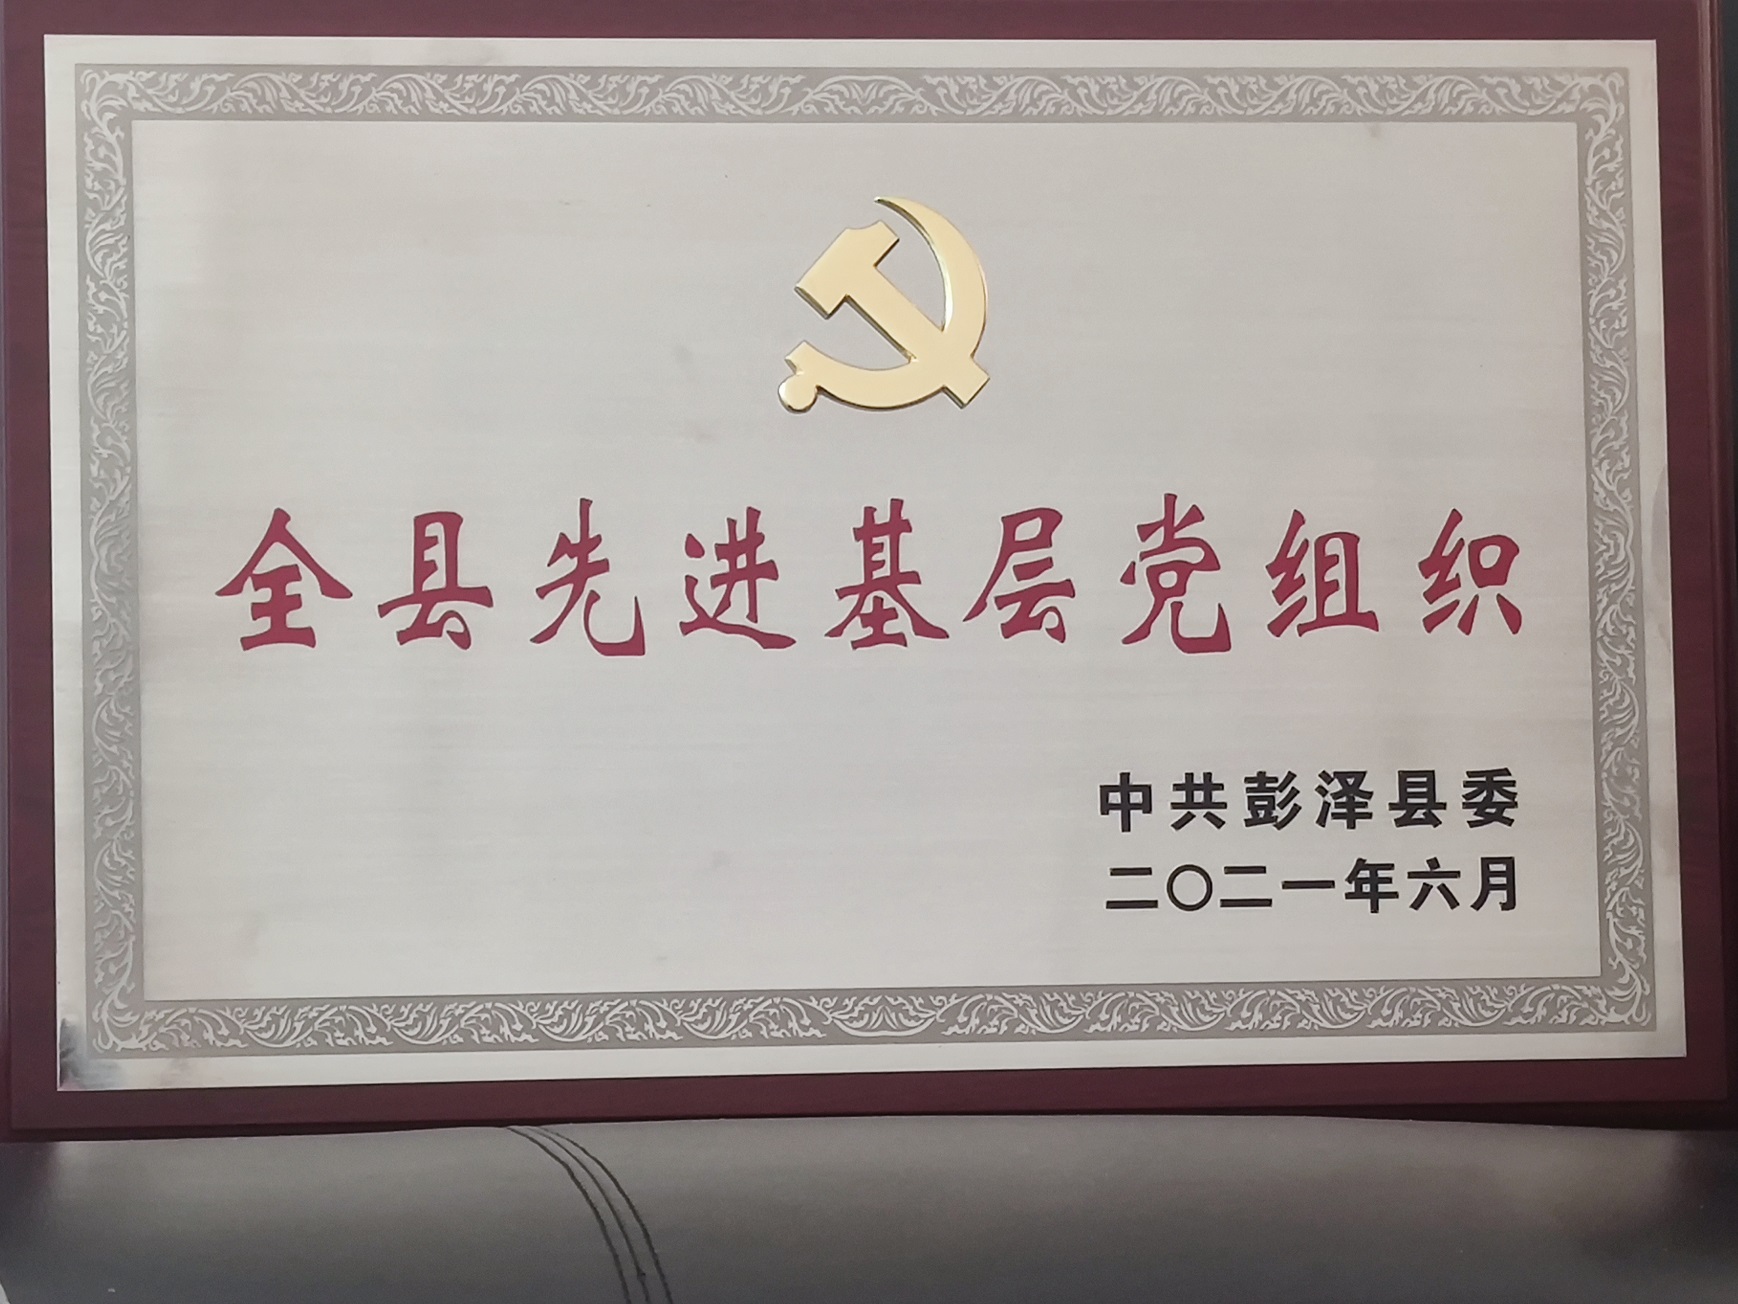 全县先进基层党组织
中共彭泽县委
二〇二一年六月